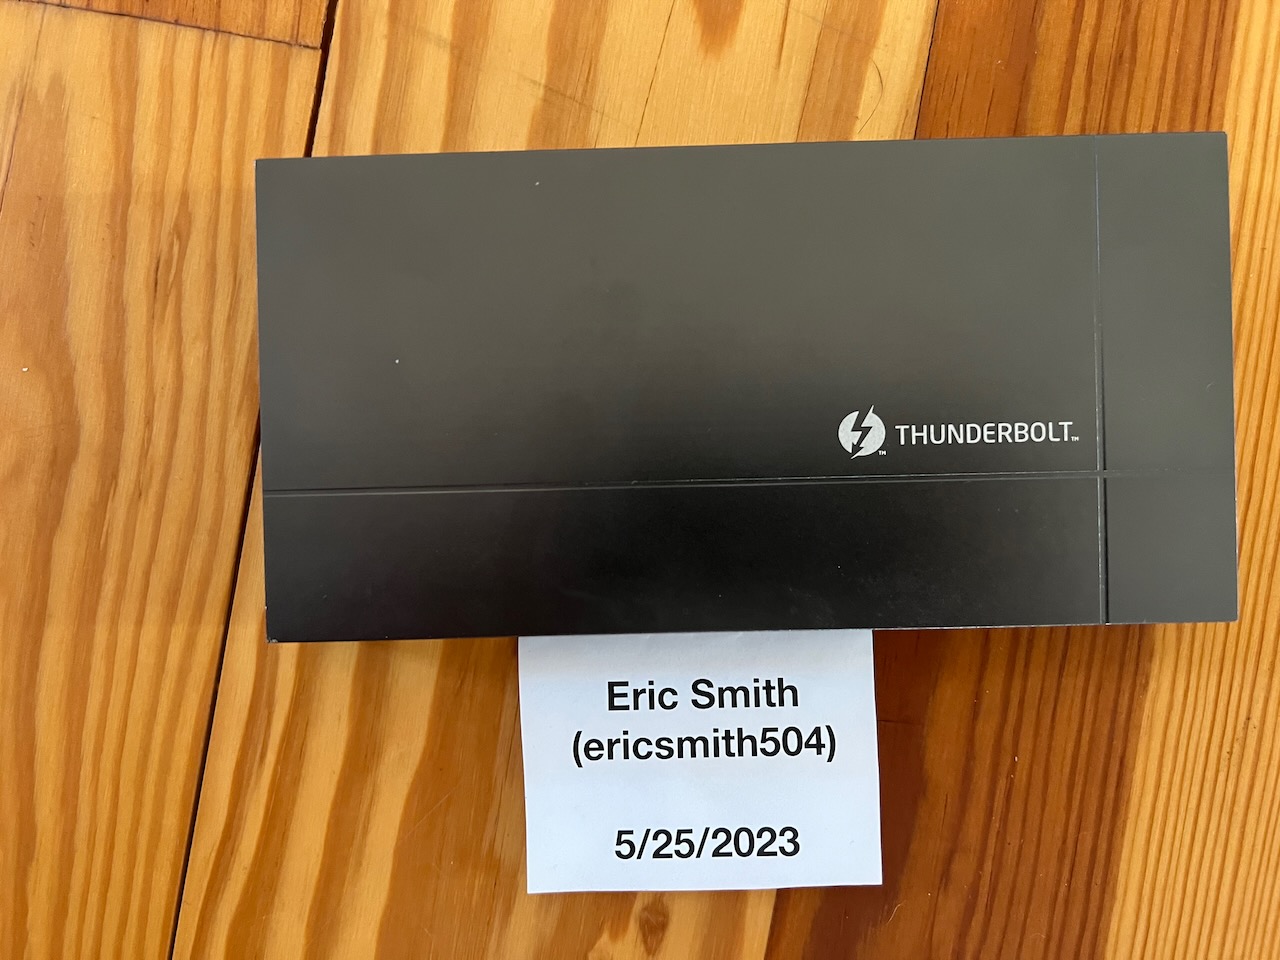 THUNDERBOLT™
Eric Smith
(ericsmith504)
5/25/2023